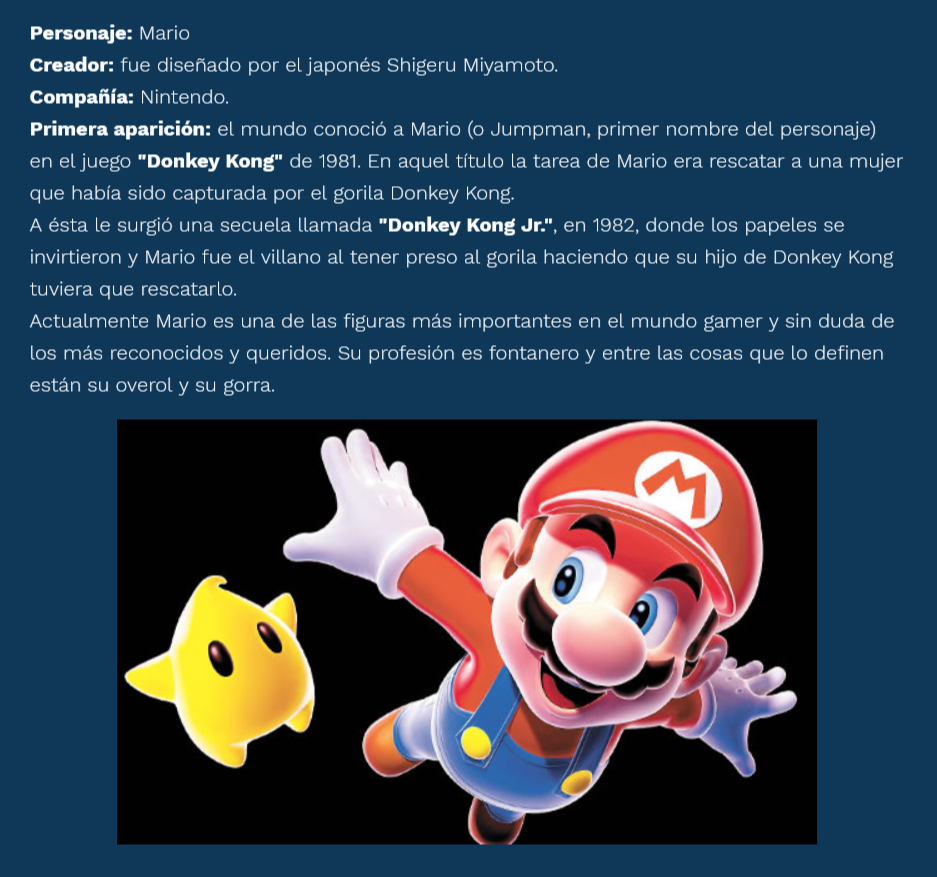 Personaje: Mario
Creador: fue diseñado por el japonés Shigeru Miyamoto.
Compañía: Nintendo.
Primera aparición: el mundo conoció a Mario (o Jumpman, primer nombre del personaje)
en el juego "Donkey Kong" de 1981. En aquel título la tarea de Mario era rescatar a una mujer
que había sido capturada por el gorila Donkey Kong.
A ésta le surgió una secuela llamada "Donkey Kong Jr.", en 1982, donde los papeles se
invirtieron y Mario fue el villano al tener preso al gorila haciendo que su hijo de Donkey Kong
tuviera que rescatarlo.
Actualmente Mario es una de las figuras más importantes en el mundo gamer y sin duda de
los más reconocidos y queridos. Su profesión es fontanero y entre las cosas que lo definen
están su overol y su gorra.
M